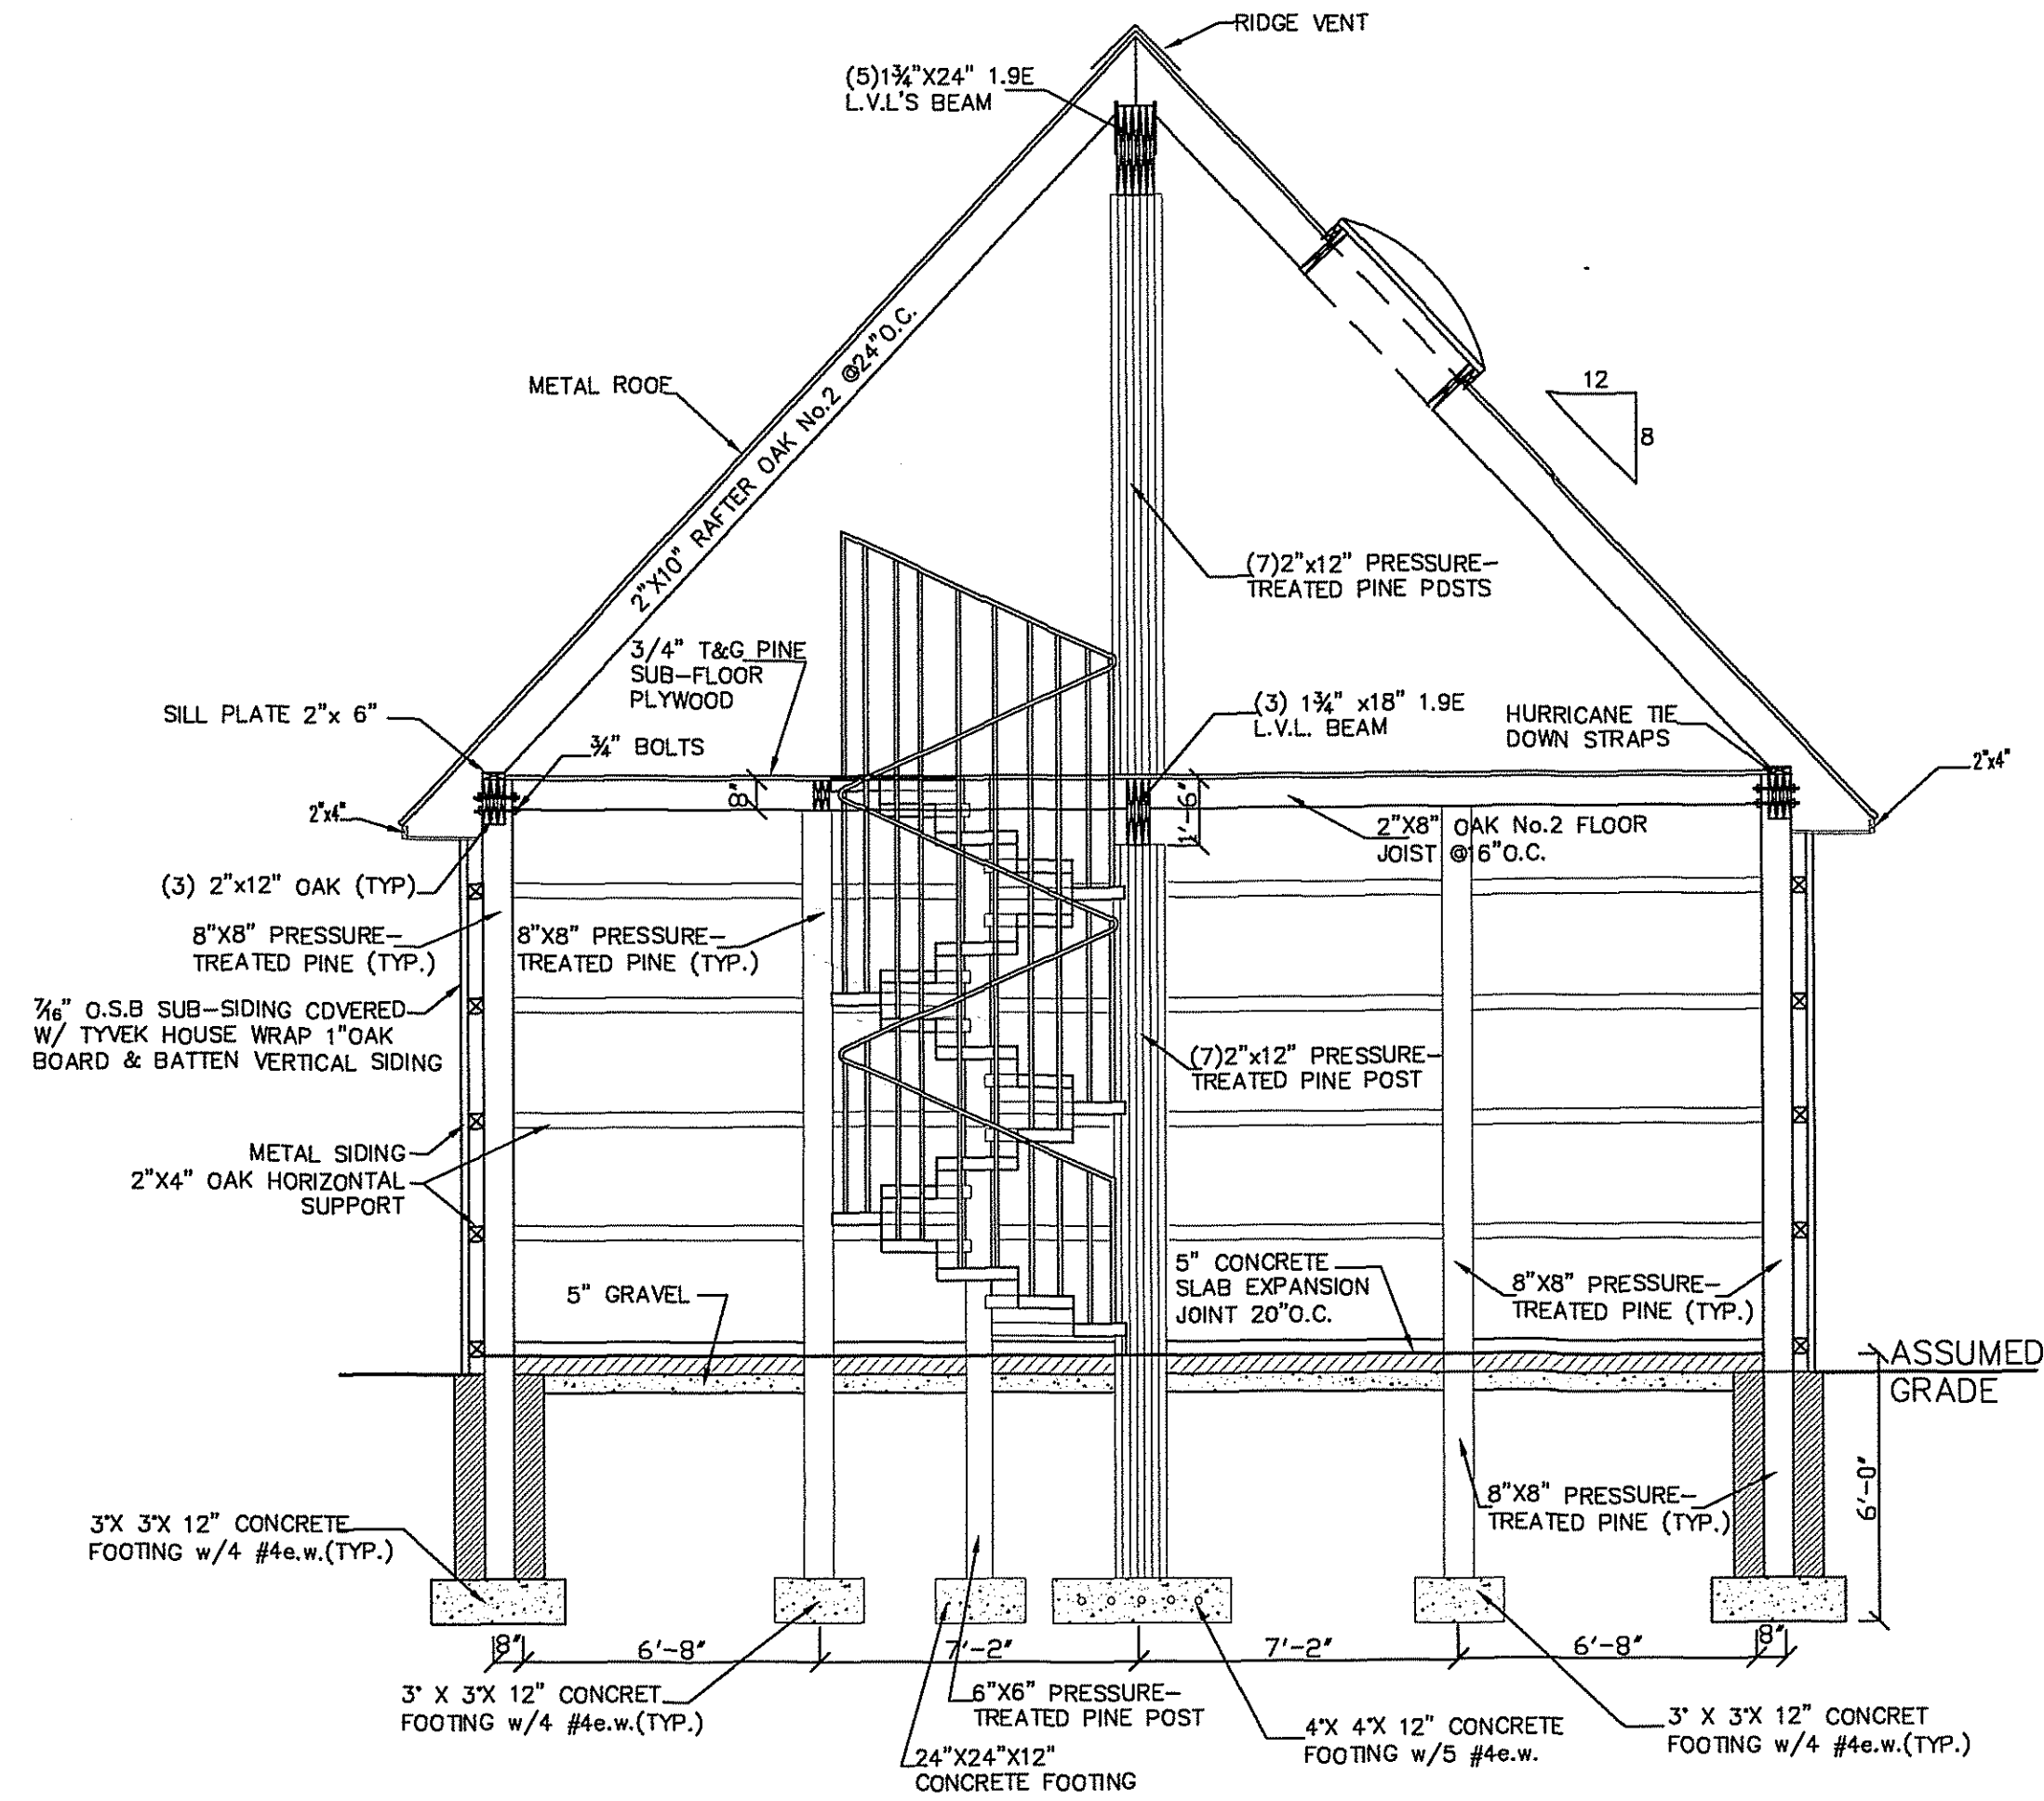 RIDGE VENT
(5)1¾"X24" 1.9E
L.V.L'S BEAM
METAL ROOF
2"X10" RAFTER OAK No.2 @24"O.C.
12
8
(7)2"x12" PRESSURE-
TREATED PINE POSTS
3/4" T&G PINE
SUB-FLOOR
PLYWOOD
SILL PLATE 2"x 6"
¾" BOLTS
(3) 1¾" x18" 1.9E
L.V.L. BEAM
HURRICANE TIE
DOWN STRAPS
2"x4"
2"x4"
8"
1'-6"
2"X8" OAK No.2 FLOOR
JOIST @16"O.C.
(3) 2"x12" OAK (TYP)
8"X8" PRESSURE-
TREATED PINE (TYP.)
8"X8" PRESSURE-
TREATED PINE (TYP.)
7/16" O.S.B SUB-SIDING COVERED
W/ TYVEK HOUSE WRAP 1"OAK
BOARD & BATTEN VERTICAL SIDING
(7)2"x12" PRESSURE-
TREATED PINE POST
METAL SIDING
2"X4" OAK HORIZONTAL
SUPPORT
5" GRAVEL
5" CONCRETE
SLAB EXPANSION
JOINT 20"O.C.
8"X8" PRESSURE-
TREATED PINE (TYP.)
ASSUMED
GRADE
8"X8" PRESSURE-
TREATED PINE (TYP.)
6'-0"
3'X 3'X 12" CONCRETE
FOOTING w/4 #4e.w.(TYP.)
8"
6'-8"
7'-2"
7'-2"
6'-8"
8"
3' X 3'X 12" CONCRET
FOOTING w/4 #4e.w.(TYP.)
6"X6" PRESSURE-
TREATED PINE POST
24"X24"X12"
CONCRETE FOOTING
4'X 4'X 12" CONCRETE
FOOTING w/5 #4e.w.
3' X 3'X 12" CONCRET
FOOTING w/4 #4e.w.(TYP.)